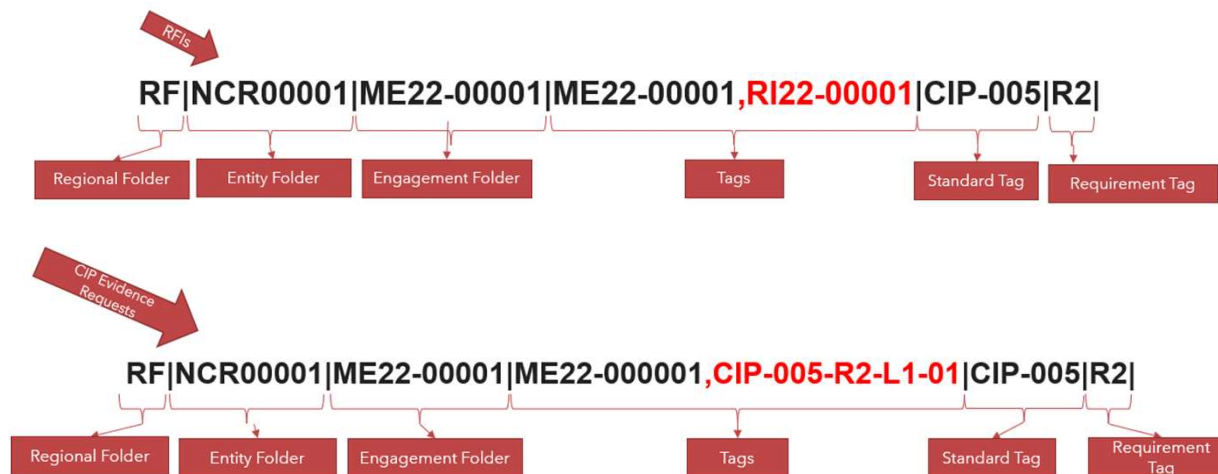 RFIs
RF|NCR00001|ME22-00001|ME22-00001,RI22-00001|CIP-005|R2|
Regional Folder Entity Folder Engagement Folder Tags Standard Tag Requirement Tag
CIP Evidence
Requests
RF|NCR00001|ME22-00001|ME22-000001,CIP-005-R2-L1-01|CIP-005|R2|
Regional Folder Entity Folder Engagement Folder Tags Standard Tag Requirement
Tag